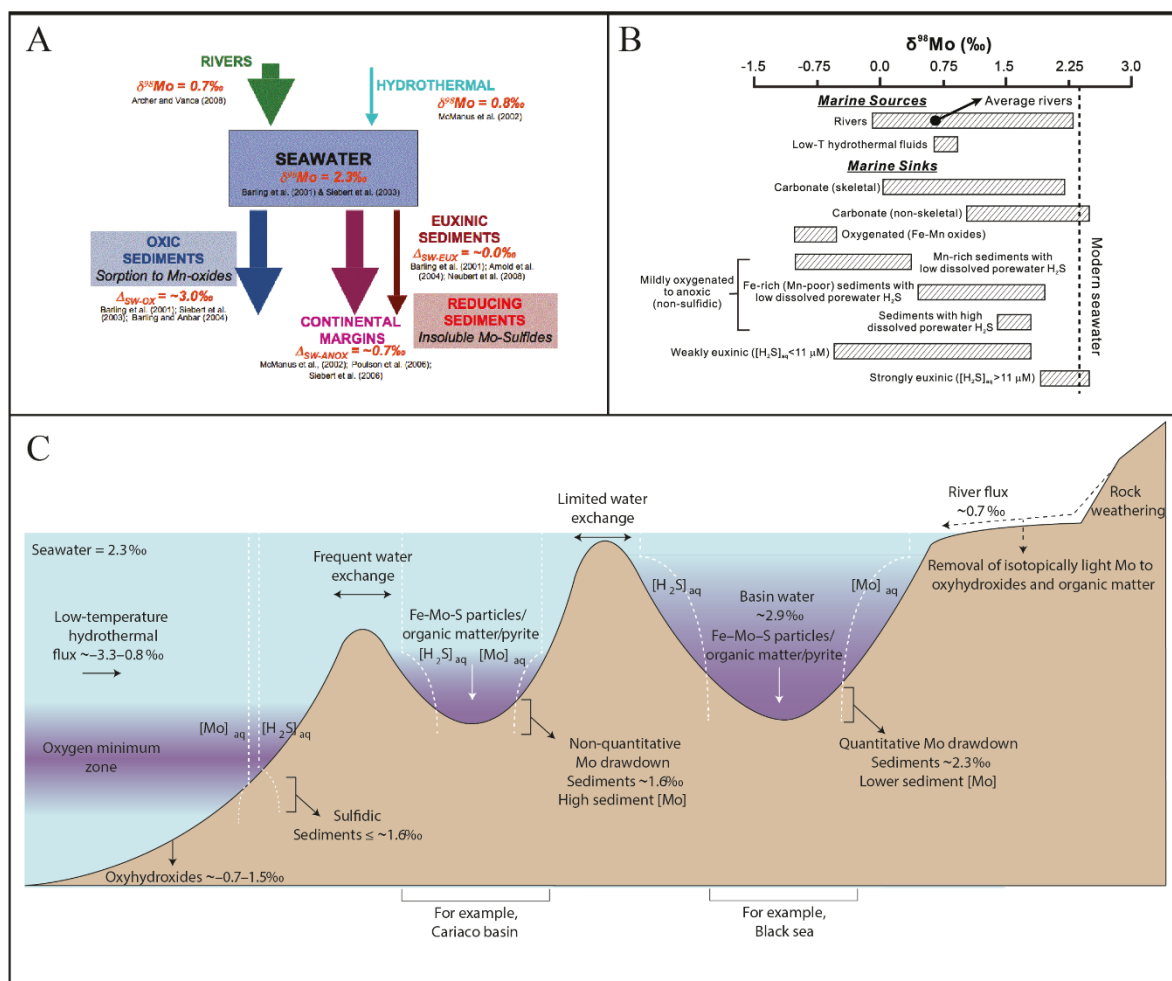 A
RIVERS
δ⁹⁸Mo = 0.7‰
Archer and Vance (2008)
HYDROTHERMAL
δ⁹⁸Mo = 0.8‰
McManus et al. (2002)
SEAWATER
δ⁹⁸Mo = 2.3‰
Barling et al. (2001) & Siebert et al. (2003)
OXIC
SEDIMENTS
Sorption to Mn-oxides
ΔSW-OX = ~3.0‰
Barling et al. (2001); Siebert et al.
(2003); Barling and Anbar (2004)
EUXINIC
SEDIMENTS
ΔSW-EUX = ~0.0‰
Barling et al. (2001); Arnold et al.
(2004); Neubert et al. (2008)
REDUCING
SEDIMENTS
Insoluble Mo-Sulfides
CONTINENTAL
MARGINS
ΔSW-ANOX = ~0.7‰
McManus et al., (2002); Poulson et al. (2006);
Siebert et al. (2006)
B
δ⁹⁸Mo (‰)
-1.5 -0.75 0.0 0.75 1.5 2.25 3.0
Marine Sources
Average rivers
Rivers
Low-T hydrothermal fluids
Marine Sinks
Carbonate (skeletal)
Carbonate (non-skeletal)
Oxygenated (Fe-Mn oxides)
Mildly oxygenated
to anoxic
(non-sulfidic)
Mn-rich sediments with
low dissolved porewater H₂S
Fe-rich (Mn-poor) sediments with
low dissolved porewater H₂S
Sediments with high
dissolved porewater H₂S
Weakly euxinic ([H₂S]aq<11 μM)
Strongly euxinic ([H₂S]aq>11 μM)
Modern seawater
C
Seawater = 2.3‰
Low-temperature
hydrothermal
flux ~–3.3–0.8‰
Oxygen minimum
zone
[Mo]aq
[H₂S]aq
Sulfidic
Sediments ≤ ~1.6‰
Oxyhydroxides ~–0.7–1.5‰
Frequent water
exchange
Fe-Mo-S particles/
organic matter/pyrite
[H₂S]aq [Mo]aq
Non-quantitative
Mo drawdown
Sediments ~1.6‰
High sediment [Mo]
For example,
Cariaco basin
Limited water
exchange
[H₂S]aq
Basin water
~2.9‰
Fe–Mo–S particles/
organic matter/pyrite
[Mo]aq
Quantitative Mo drawdown
Sediments ~2.3‰
Lower sediment [Mo]
For example,
Black sea
River flux
~0.7‰
Rock
weathering
Removal of isotopically light Mo to
oxyhydroxides and organic matter